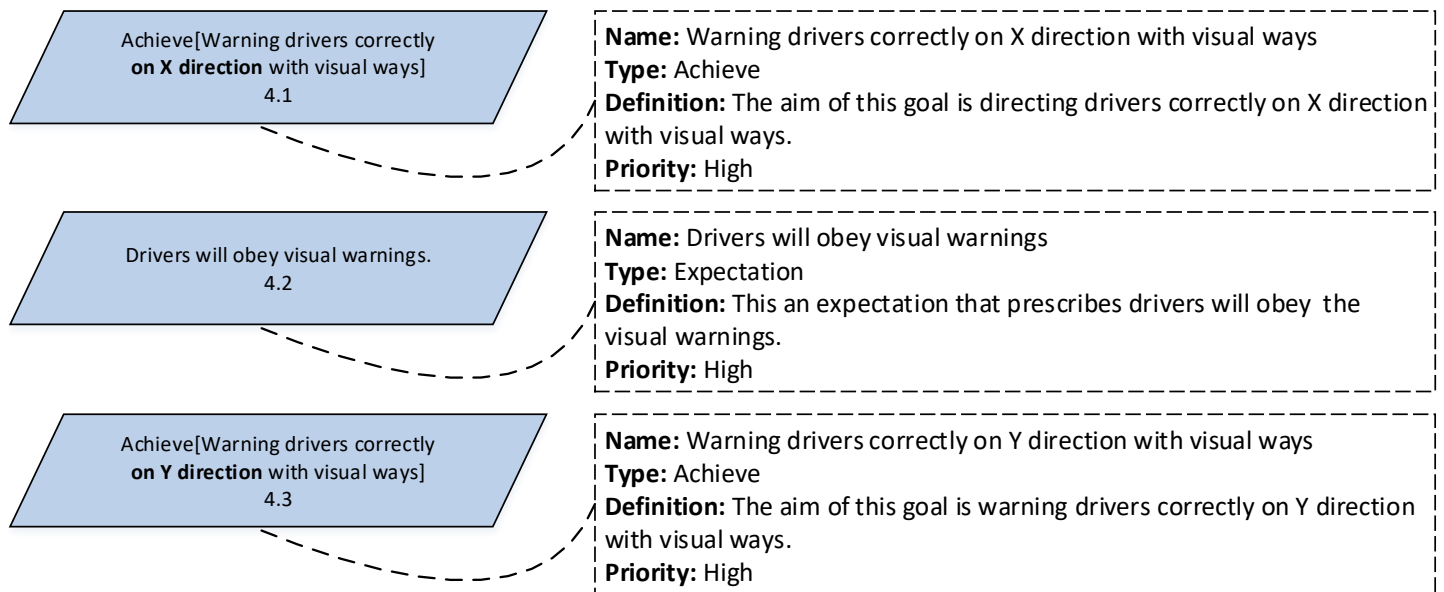 Achieve[Warning drivers correctly
on X direction with visual ways]
4.1
Name: Warning drivers correctly on X direction with visual ways
Type: Achieve
Definition: The aim of this goal is directing drivers correctly on X direction
with visual ways.
Priority: High
Drivers will obey visual warnings.
4.2
Name: Drivers will obey visual warnings
Type: Expectation
Definition: This an expectation that prescribes drivers will obey  the
visual warnings.
Priority: High
Achieve[Warning drivers correctly
on Y direction with visual ways]
4.3
Name: Warning drivers correctly on Y direction with visual ways
Type: Achieve
Definition: The aim of this goal is warning drivers correctly on Y direction
with visual ways.
Priority: High